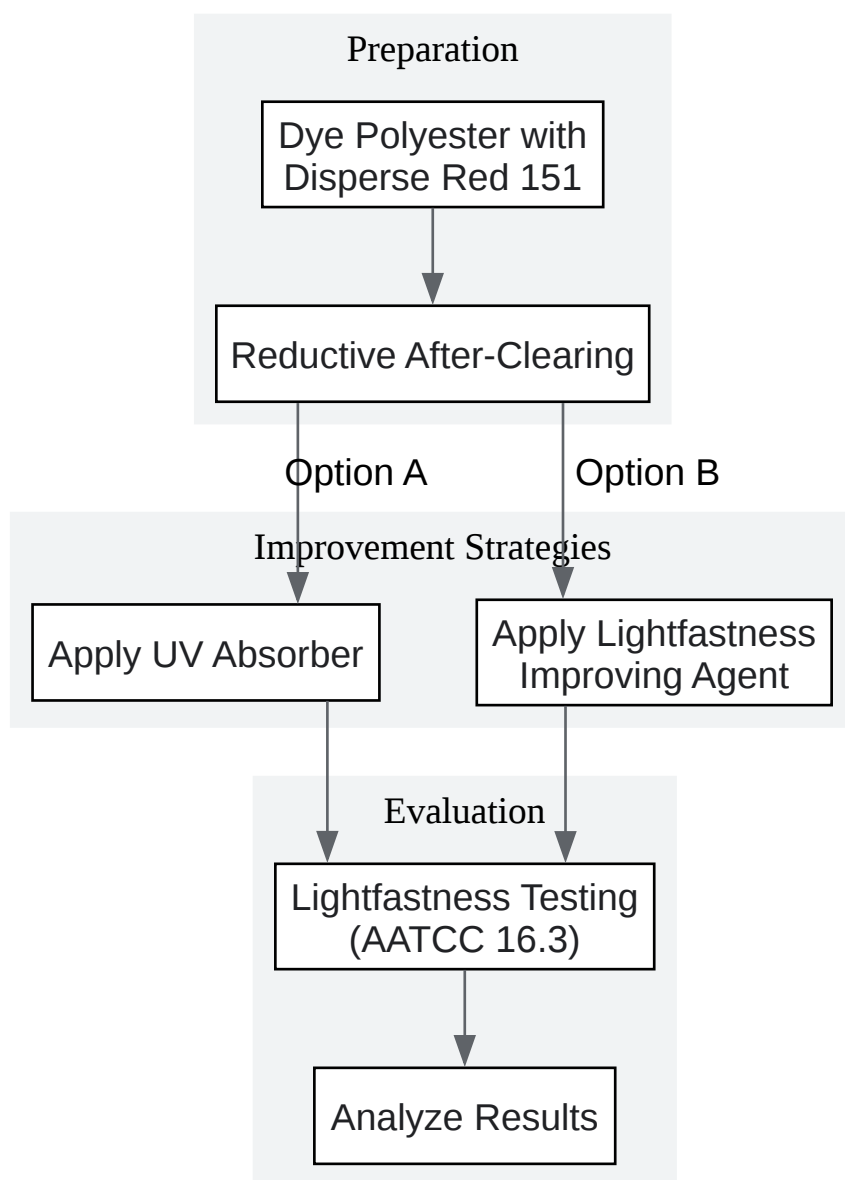 Preparation
Dye Polyester with
Disperse Red 151
Reductive After-Clearing
Option A
Option B
Improvement Strategies
Apply UV Absorber
Apply Lightfastness
Improving Agent
Evaluation
Lightfastness Testing
(AATCC 16.3)
Analyze Results